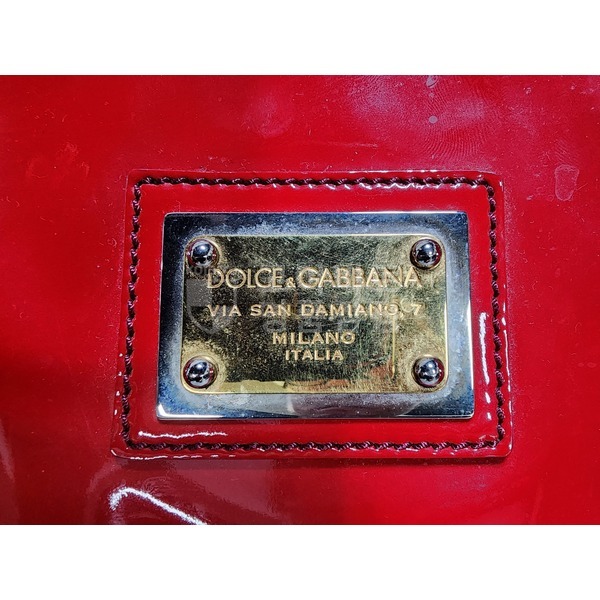 DOLCE&GABBANA
VIA SAN DAMIANO, 7
MILANO
ITALIA